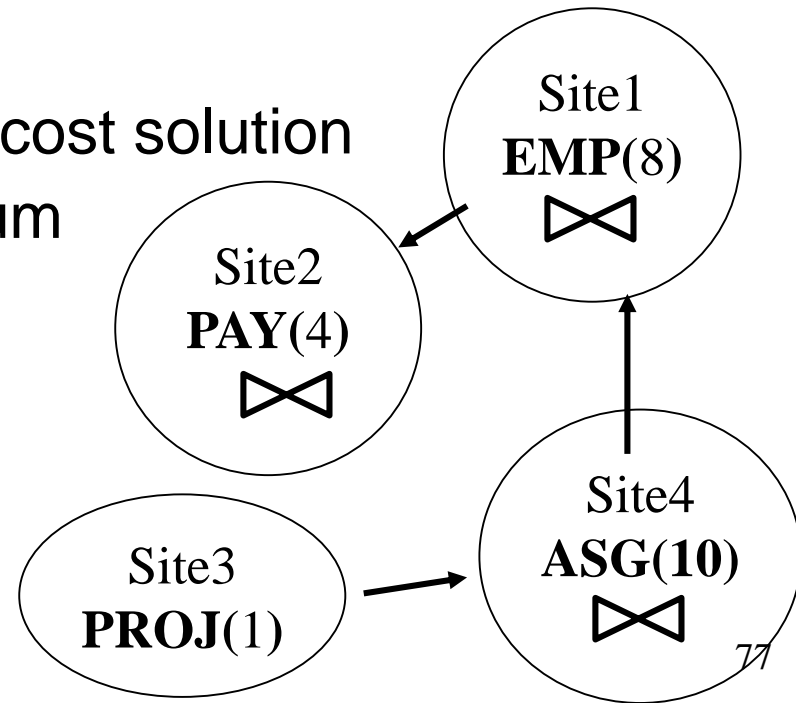 cost solution
um
Site1
EMP(8)
Site2
PAY(4)
Site3
PROJ(1)
Site4
ASG(10)
77